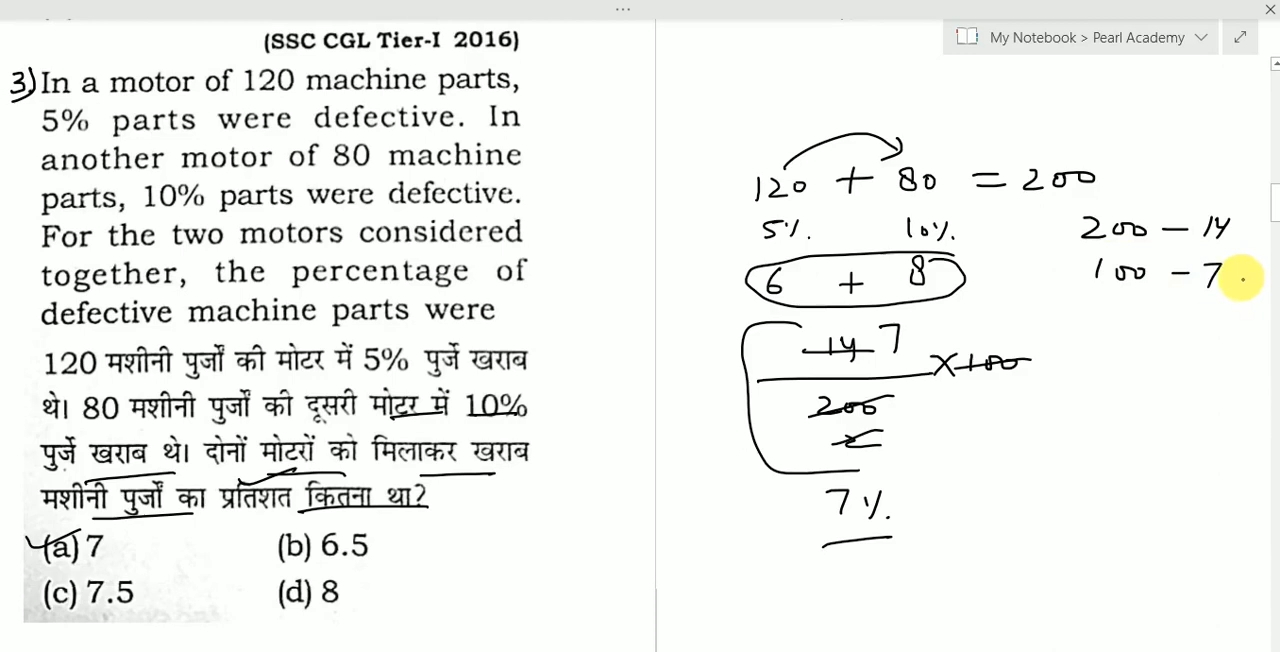 ...
My Notebook > Pearl Academy
(SSC CGL Tier-I 2016)
3) In a motor of 120 machine parts,
5% parts were defective. In
another motor of 80 machine
parts, 10% parts were defective.
For the two motors considered
together, the percentage of
defective machine parts were
120 मशीनी पुर्जों की मोटर में 5% पुर्जे खराब
थे। 80 मशीनी पुर्जों की दूसरी मोटर में 10%
पुर्जे खराब थे। दोनों मोटरों को मिलाकर खराब
मशीनी पुर्जों का प्रतिशत कितना था?
(a) 7 (b) 6.5
(c) 7.5 (d) 8
120 + 80 = 200
5% 10%
6 + 8
14 7
×100
200
2
7%
200 – 14
100 – 7